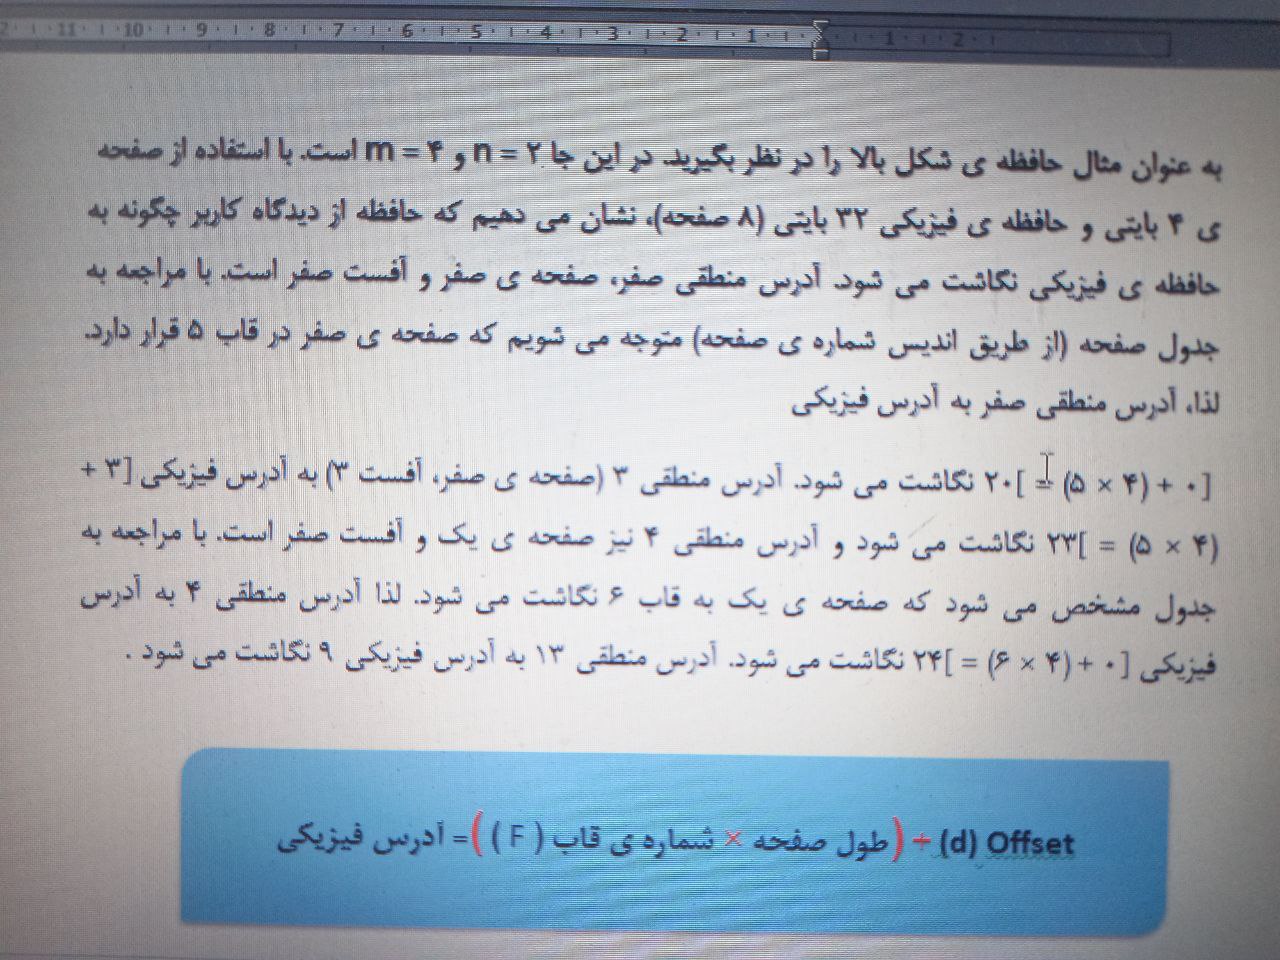 2 11 10 9 8 7 6 5 4 3 2 1 1 2
به عنوان مثال حافظه ی شکل بالا را در نظر بگیرید. در این جا n = ۲ و m = ۴ است. با استفاده از صفحه
ی ۴ بایتی و حافظه ی فیزیکی ۳۲ بایتی (۸ صفحه)، نشان می دهیم که حافظه از دیدگاه کاربر چگونه به
حافظه ی فیزیکی نگاشت می شود. آدرس منطقی صفر، صفحه ی صفر و آفست صفر است. با مراجعه به
جدول صفحه (از طریق اندیس شماره ی صفحه) متوجه می شویم که صفحه ی صفر در قاب ۵ قرار دارد.
لذا، آدرس منطقی صفر به آدرس فیزیکی
[۰ + (۴ × ۵) = ]۲۰ نگاشت می شود. آدرس منطقی ۳ (صفحه ی صفر، آفست ۳) به آدرس فیزیکی [۳ +
(۴ × ۵) = ]۲۳ نگاشت می شود و آدرس منطقی ۴ نیز صفحه ی یک و آفست صفر است. با مراجعه به
جدول مشخص می شود که صفحه ی یک به قاب ۶ نگاشت می شود. لذا آدرس منطقی ۴ به آدرس
فیزیکی [۰ + (۴ × ۶) = ]۲۴ نگاشت می شود. آدرس منطقی ۱۳ به آدرس فیزیکی ۹ نگاشت می شود .
Offset (d) + (طول صفحه × شماره ی قاب ( F ) )= آدرس فیزیکی